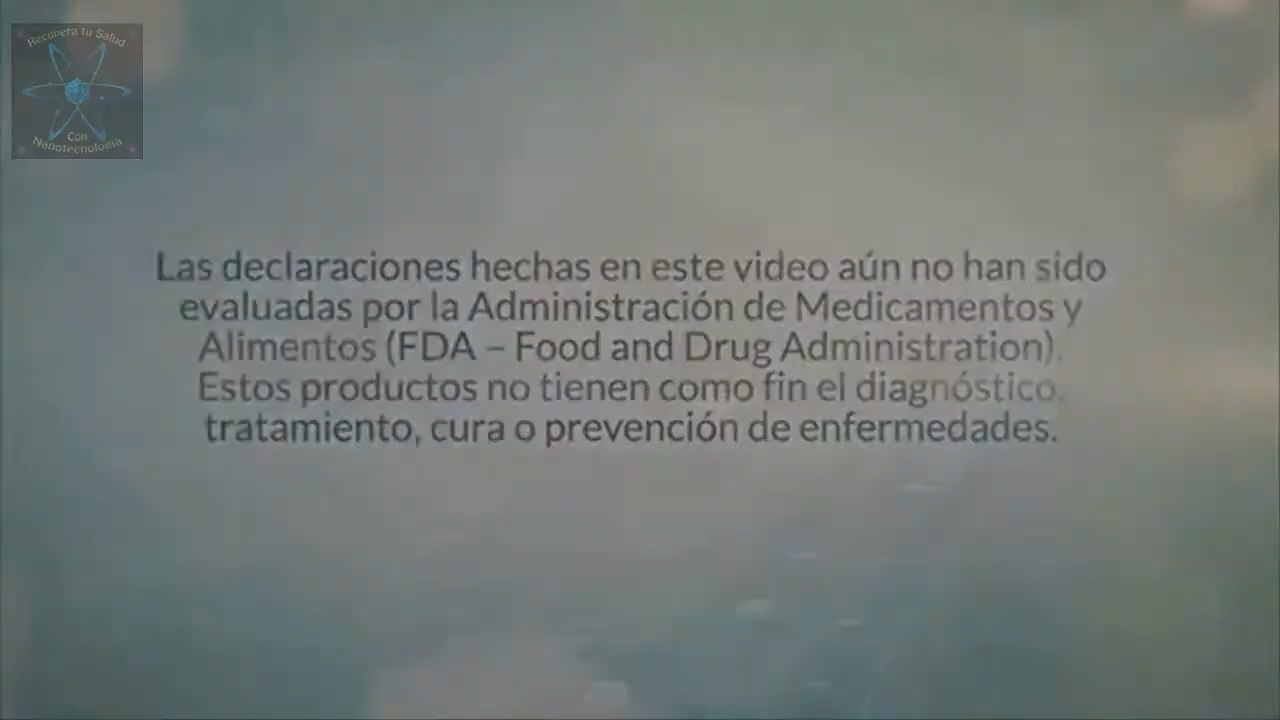 Recupera tu Salud
Con
Nanotecnología
Las declaraciones hechas en este video aún no han sido
evaluadas por la Administración de Medicamentos y
Alimentos (FDA – Food and Drug Administration).
Estos productos no tienen como fin el diagnóstico,
tratamiento, cura o prevención de enfermedades.